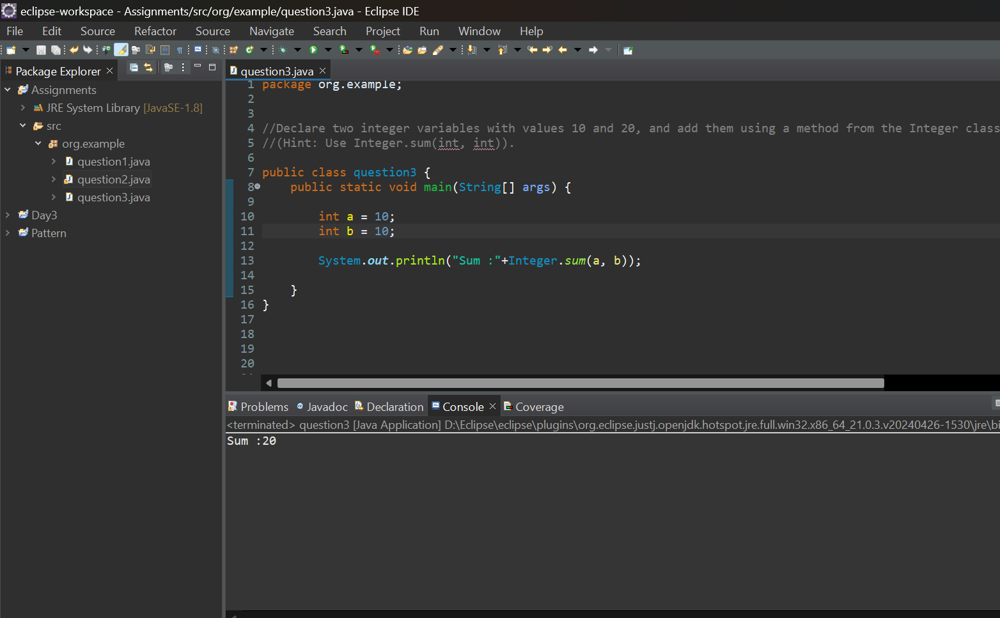 eclipse-workspace - Assignments/src/org/example/question3.java - Eclipse IDE
File Edit Source Refactor Source Navigate Search Project Run Window Help
Package Explorer
Assignments
JRE System Library [JavaSE-1.8]
src
org.example
question1.java
question2.java
question3.java
Day3
Pattern
question3.java
1 package org.example;
2
3
4 //Declare two integer variables with values 10 and 20, and add them using a method from the Integer class
5 //(Hint: Use Integer.sum(int, int)).
6
7 public class question3 {
8 public static void main(String[] args) {
9
10 int a = 10;
11 int b = 10;
12
13 System.out.println("Sum :"+Integer.sum(a, b));
14
15 }
16 }
17
18
19
20
Problems Javadoc Declaration Console Coverage
<terminated> question3 [Java Application] D:\Eclipse\eclipse\plugins\org.eclipse.justj.openjdk.hotspot.jre.full.win32.x86_64_21.0.3.v20240426-1530\jre\bi
Sum :20